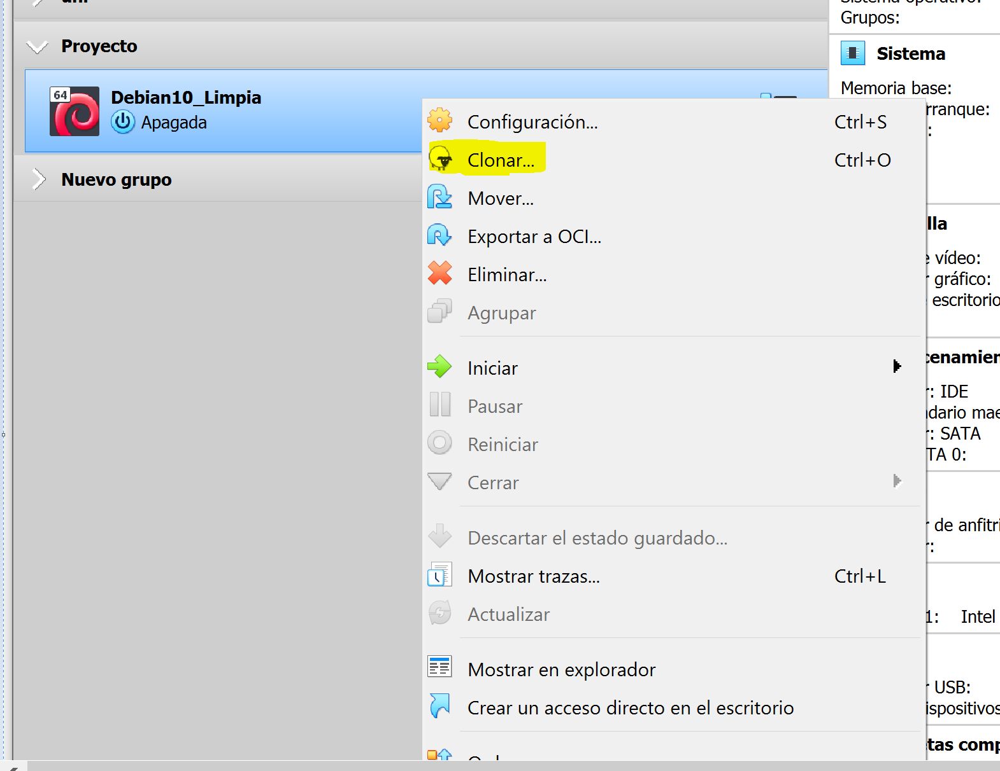 Proyecto
64
Debian10_Limpia
Apagada
Nuevo grupo
Configuración... Ctrl+S
Clonar... Ctrl+O
Mover...
Exportar a OCI...
Eliminar...
Agrupar
Iniciar
Pausar
Reiniciar
Cerrar
Descartar el estado guardado...
Mostrar trazas... Ctrl+L
Actualizar
Mostrar en explorador
Crear un acceso directo en el escritorio
Sistema operativo:
Grupos:
Sistema
Memoria base:
rranque:
:
lla
vídeo:
gráfico:
escritorio
cenamien
: IDE
dario mae
: SATA
TA 0:
de anfitri
:
1: Intel
USB:
ispositivos
tas comp